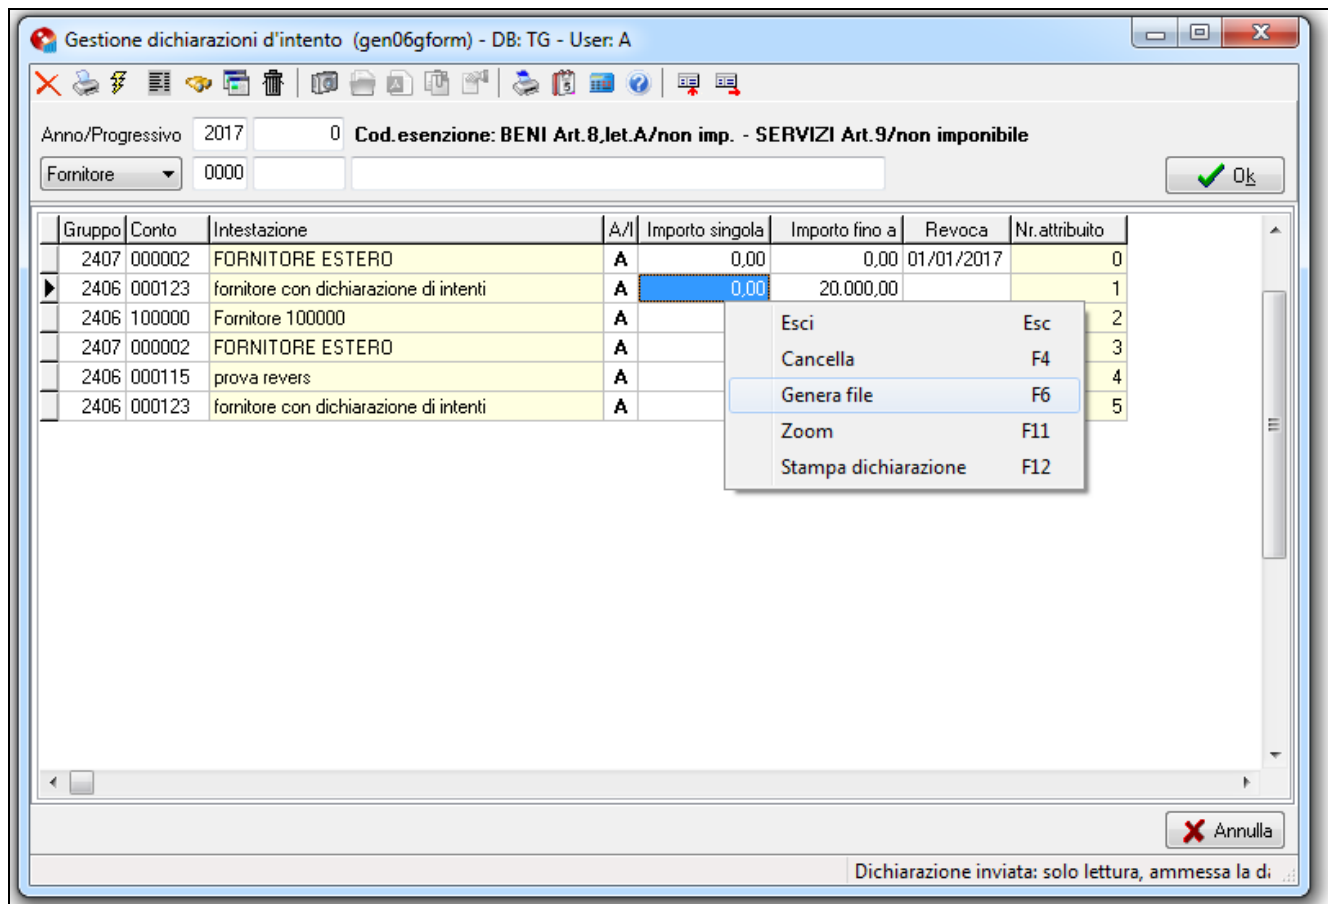 Gestione dichiarazioni d'intento (gen06gform) - DB: TG - User: A
Anno/Progressivo 2017 0 Cod.esenzione: BENI Art.8,let.A/non imp. - SERVIZI Art.9/non imponibile
Fornitore 0000 Ok
Gruppo Conto Intestazione A/I Importo singola Importo fino a Revoca Nr.attribuito
2407 000002 FORNITORE ESTERO A 0,00 0,00 01/01/2017 0
2406 000123 fornitore con dichiarazione di intenti A 0,00 20.000,00 1
2406 100000 Fornitore 100000 A 2
2407 000002 FORNITORE ESTERO A 3
2406 000115 prova revers A 4
2406 000123 fornitore con dichiarazione di intenti A 5
Esci Esc
Cancella F4
Genera file F6
Zoom F11
Stampa dichiarazione F12
Annulla
Dichiarazione inviata: solo lettura, ammessa la